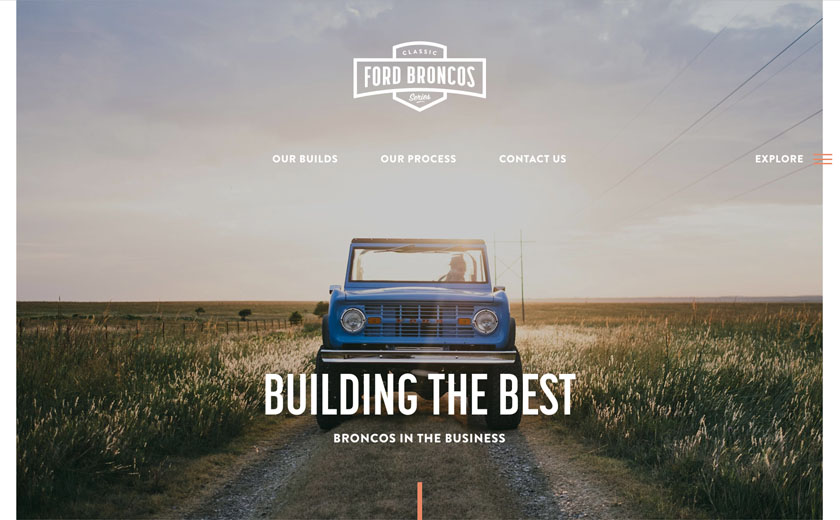 CLASSIC
FORD BRONCOS
Series
OUR BUILDS
OUR PROCESS
CONTACT US
EXPLORE
BUILDING THE BEST
BRONCOS IN THE BUSINESS